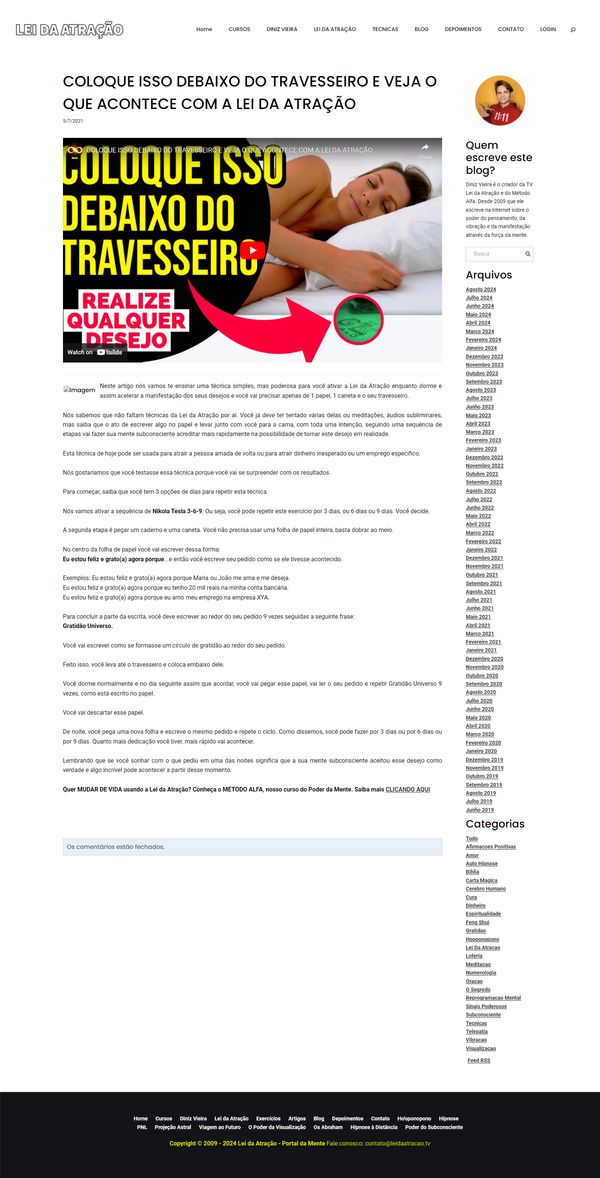 LEI DA ATRAÇÃO
Home CURSOS DINIZ VIEIRA LEI DA ATRAÇÃO TECNICAS BLOG DEPOIMENTOS CONTATO LOGIN
COLOQUE ISSO DEBAIXO DO TRAVESSEIRO E VEJA O
QUE ACONTECE COM A LEI DA ATRAÇÃO
5/7/2021
COLOQUE ISSO DEBAIXO DO TRAVESSEIRO E VEJA O QUE ACONTECE COM A LEI DA ATRAÇÃO
Share
COLOQUE ISSO
DEBAIXO DO
TRAVESSEIRO
REALIZE
QUALQUER
DESEJO
Watch on YouTube
Imagem
Neste artigo nós vamos te ensinar uma técnica simples, mas poderosa para você ativar a Lei da Atração enquanto dorme e
assim acelerar a manifestação dos seus desejos e você vai precisar apenas de 1 papel, 1 caneta e o seu travesseiro.
Nós sabemos que não faltam técnicas da Lei da Atração por aí. Você já deve ter tentado várias delas ou meditações, áudios subliminares,
mas saiba que o ato de escrever algo no papel e levar junto com você para a cama, com toda uma intenção, seguindo uma sequência de
etapas vai fazer sua mente subconsciente acreditar mais rapidamente na possibilidade de tornar este desejo em realidade.
Esta técnica de hoje pode ser usada para atrair a pessoa amada de volta ou para atrair dinheiro inesperado ou um emprego específico.
Nós gostaríamos que você testasse essa técnica porque você vai se surpreender com os resultados.
Para começar, saiba que você tem 3 opções de dias para repetir esta técnica.
Nós vamos ativar a sequência de Nikola Tesla 3-6-9. Ou seja, você pode repetir este exercício por 3 dias, ou 6 dias ou 9 dias. Você decide.
A segunda etapa é pegar um caderno e uma caneta. Você não precisa usar uma folha de papel inteira, basta dobrar ao meio.
No centro da folha de papel você vai escrever dessa forma:
Eu estou feliz e grato(a) agora porque...e então você escreve seu pedido como se ele tivesse acontecido.
Exemplos: Eu estou feliz e grato(a) agora porque Maria ou João me ama e me deseja.
Eu estou feliz e grato(a) agora porque eu tenho 20 mil reais na minha conta bancária.
Eu estou feliz e grato(a) agora porque eu amo meu emprego na empresa XYA.
Para concluir a parte da escrita, você deve escrever ao redor do seu pedido 9 vezes seguidas a seguinte frase:
Gratidão Universo.
Você vai escrever como se formasse um círculo de gratidão ao redor do seu pedido.
Feito isso, você leva até o travesseiro e coloca embaixo dele.
Você dorme normalmente e no dia seguinte assim que acordar, você vai pegar esse papel, vai ler o seu pedido e repetir Gratidão Universo 9
vezes, como está escrito no papel.
Você vai descartar esse papel.
De noite, você pega uma nova folha e escreve o mesmo pedido e repete o ciclo. Como dissemos, você pode fazer por 3 dias ou por 6 dias ou
por 9 dias. Quanto mais dedicação você tiver, mais rápido vai acontecer.
Lembrando que se você sonhar com o que pediu em uma das noites significa que a sua mente subconsciente aceitou esse desejo como
verdade e algo incrível pode acontecer a partir desse momento.
Quer MUDAR DE VIDA usando a Lei da Atração? Conheça o MÉTODO ALFA, nosso curso do Poder da Mente. Saiba mais CLICANDO AQUI
Os comentários estão fechados.
11:11
Quem
escreve este
blog?
Diniz Vieira é o criador da TV
Lei da Atração e do Método
Alfa. Desde 2009 que ele
escreve na Internet sobre o
poder do pensamento, da
vibração e da manifestação
através da força da mente.
Busca
Arquivos
Agosto 2024
Julho 2024
Junho 2024
Maio 2024
Abril 2024
Março 2024
Fevereiro 2024
Janeiro 2024
Dezembro 2023
Novembro 2023
Outubro 2023
Setembro 2023
Agosto 2023
Julho 2023
Junho 2023
Maio 2023
Abril 2023
Março 2023
Fevereiro 2023
Janeiro 2023
Dezembro 2022
Novembro 2022
Outubro 2022
Setembro 2022
Agosto 2022
Julho 2022
Junho 2022
Maio 2022
Abril 2022
Março 2022
Fevereiro 2022
Janeiro 2022
Dezembro 2021
Novembro 2021
Outubro 2021
Setembro 2021
Agosto 2021
Julho 2021
Junho 2021
Maio 2021
Abril 2021
Março 2021
Fevereiro 2021
Janeiro 2021
Dezembro 2020
Novembro 2020
Outubro 2020
Setembro 2020
Agosto 2020
Julho 2020
Junho 2020
Maio 2020
Abril 2020
Março 2020
Fevereiro 2020
Janeiro 2020
Dezembro 2019
Novembro 2019
Outubro 2019
Setembro 2019
Agosto 2019
Julho 2019
Junho 2019
Categorias
Tudo
Afirmacoes Positivas
Amor
Auto Hipnose
Biblia
Carta Magica
Cerebro Humano
Cura
Dinheiro
Espiritualidade
Feng Shui
Gratidao
Hooponopono
Lei Da Atracao
Loteria
Meditacao
Numerologia
Oracao
O Segredo
Reprogramacao Mental
Sinais Poderosos
Subconsciente
Tecnicas
Telepatia
Vibracao
Visualizacao
Feed RSS
Home Cursos Diniz Vieira Lei da Atração Exercícios Artigos Blog Depoimentos Contato Ho'oponopono Hipnose
PNL Projeção Astral Viagem ao Futuro O Poder da Visualização Os Abraham Hipnose à Distância Poder do Subconsciente
Copyright © 2009 - 2024 Lei da Atração - Portal da Mente Fale conosco: contato@leidaatracao.tv